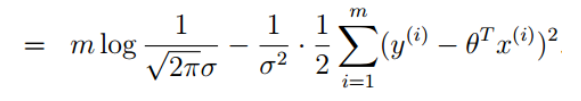 = m log 1/(√(2π)σ) − 1/σ² · 1/2 ∑_{i=1}^{m} (y^{(i)} − θ^T x^{(i)})².